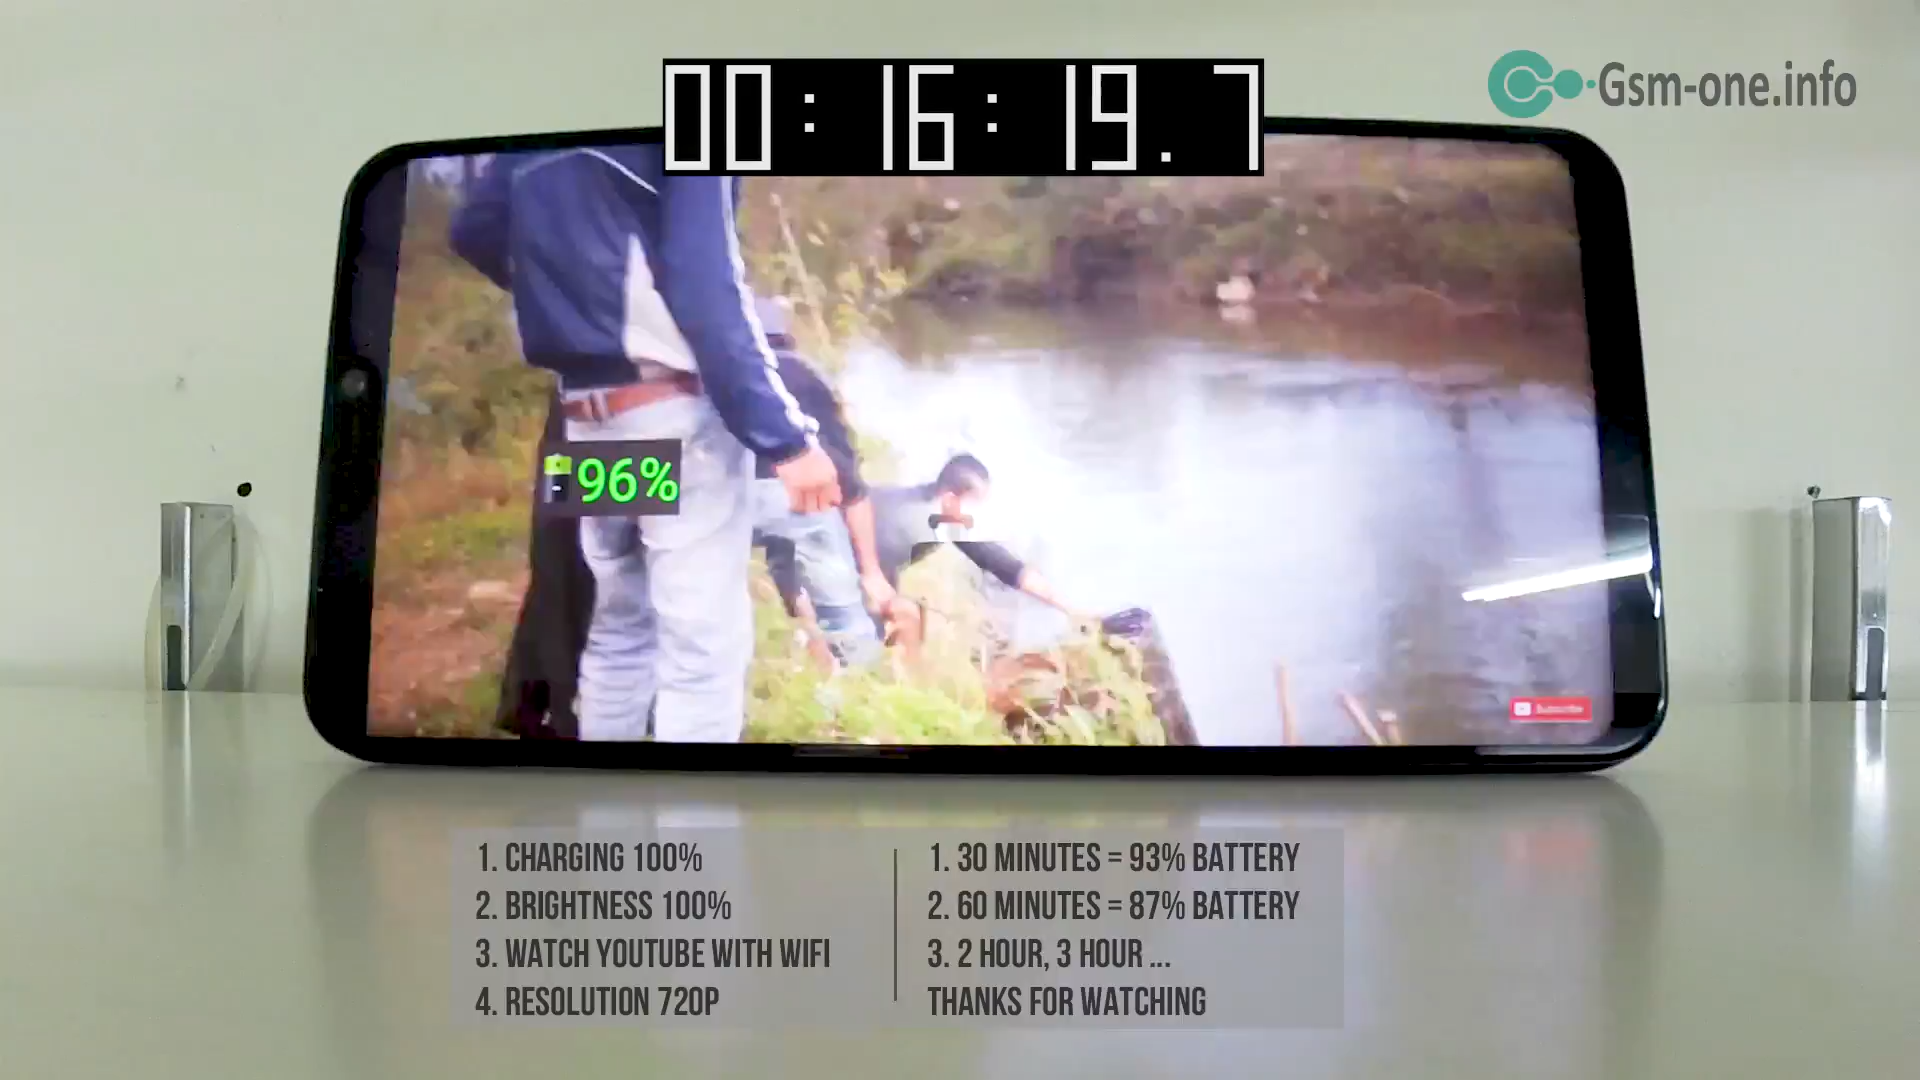 00:16:19.7
Gsm-one.info
96%
Subscribe
1. CHARGING 100%
2. BRIGHTNESS 100%
3. WATCH YOUTUBE WITH WIFI
4. RESOLUTION 720P
1. 30 MINUTES = 93% BATTERY
2. 60 MINUTES = 87% BATTERY
3. 2 HOUR, 3 HOUR ...
THANKS FOR WATCHING